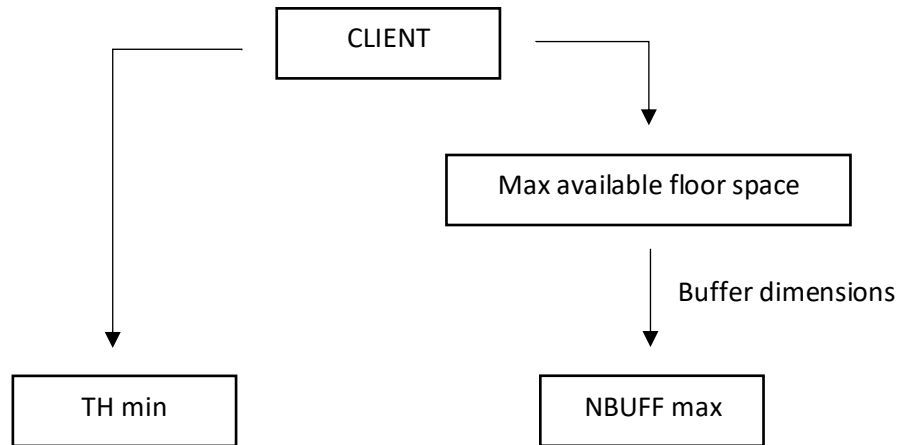 CLIENT
Max available floor space
Buffer dimensions
TH min
NBUFF max